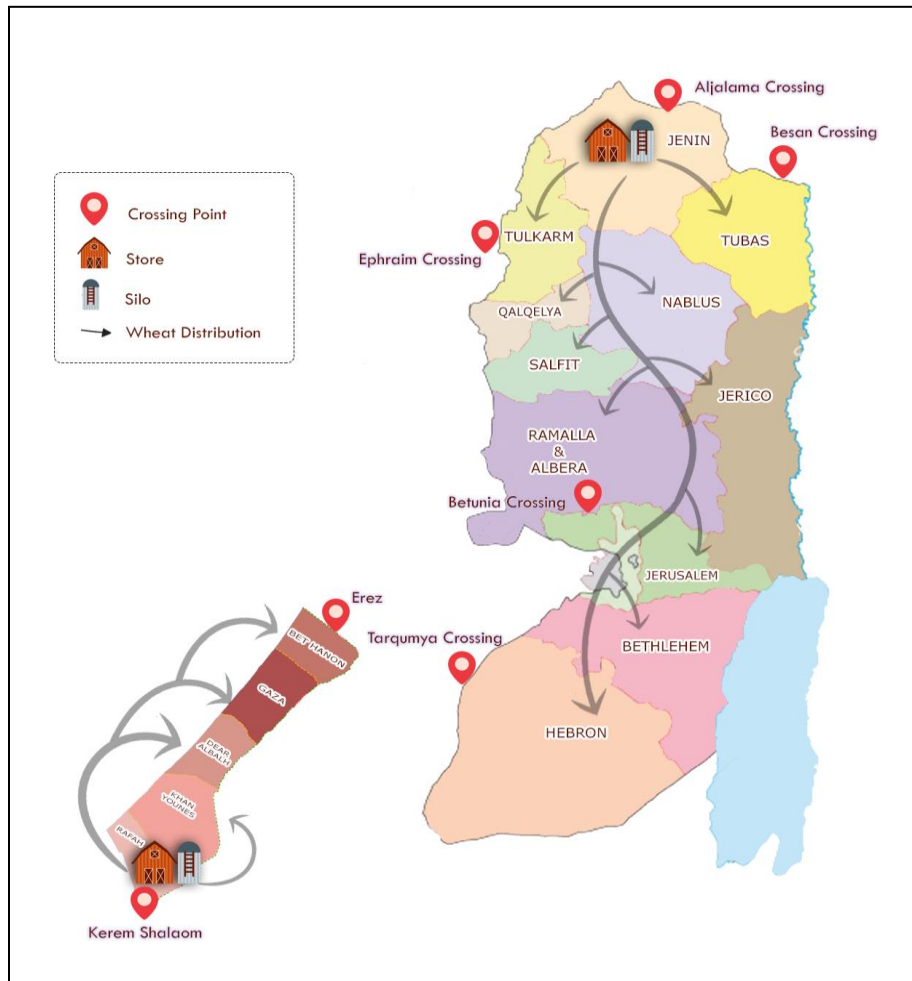 Aljalama Crossing
JENIN
Besan Crossing
Crossing Point
Store
Silo
Wheat Distribution
TULKARM
Ephraim Crossing
TUBAS
NABLUS
QALQELYA
SALFIT
JERICO
RAMALLA
&
ALBERA
Betunia Crossing
JERUSALEM
Erez
BET HANON
Tarqumya Crossing
BETHLEHEM
GAZA
HEBRON
DEAR
ALBALH
KHAN
YOUNES
RAFAH
Kerem Shalaom